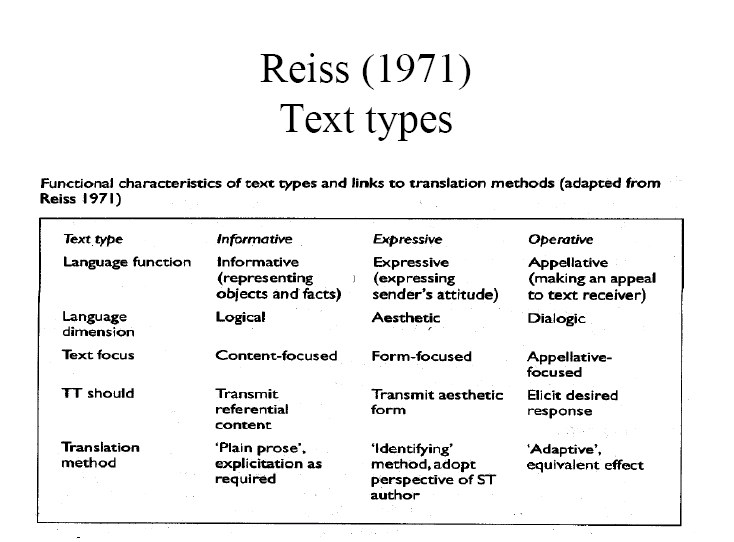 Reiss (1971)
Text types
Functional characteristics of text types and links to translation methods (adapted from
Reiss 1971)
Text type Informative Expressive Operative
Language function Informative Expressive Appellative
(representing (expressing (making an appeal
objects and facts) sender's attitude) to text receiver)
Language Logical Aesthetic Dialogic
dimension
Text focus Content-focused Form-focused Appellative-
focused
TT should Transmit Transmit aesthetic Elicit desired
referential form response
content
Translation 'Plain prose', 'Identifying' 'Adaptive',
method explicitation as method, adopt equivalent effect
required perspective of ST
author